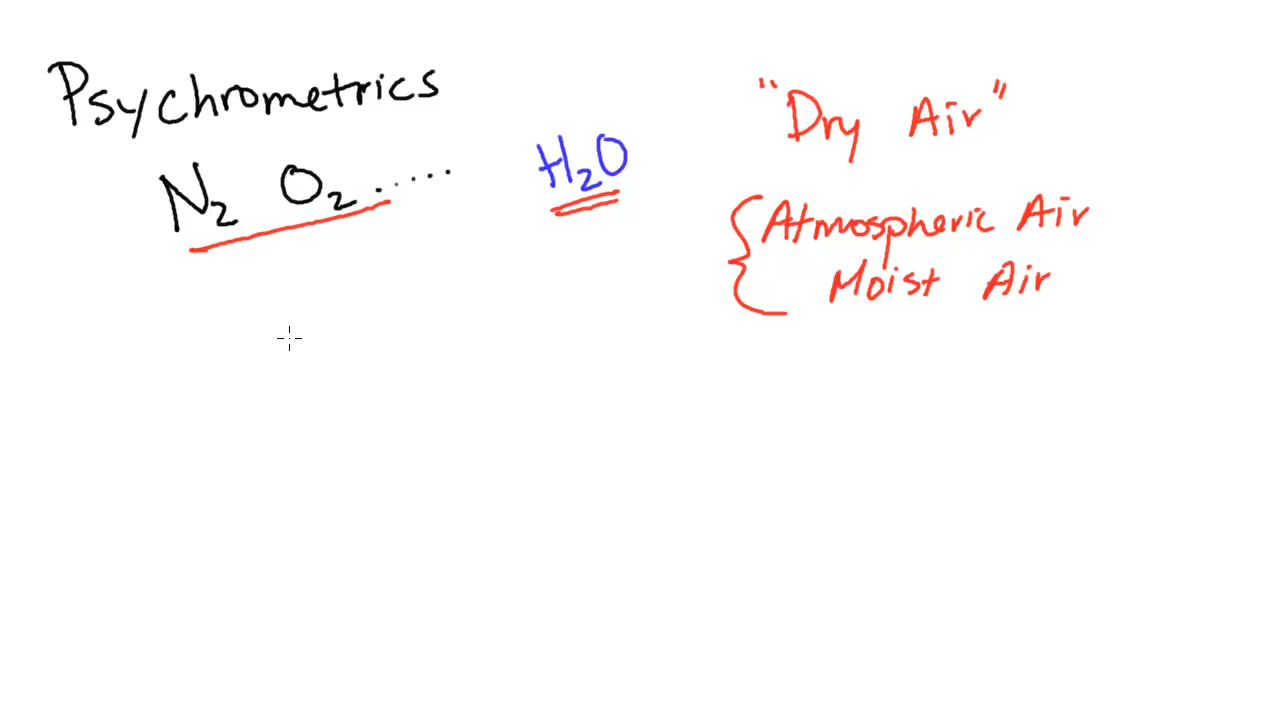 Psychrometrics
N₂ O₂ ..... H₂O
"Dry Air"
Atmospheric Air
Moist Air